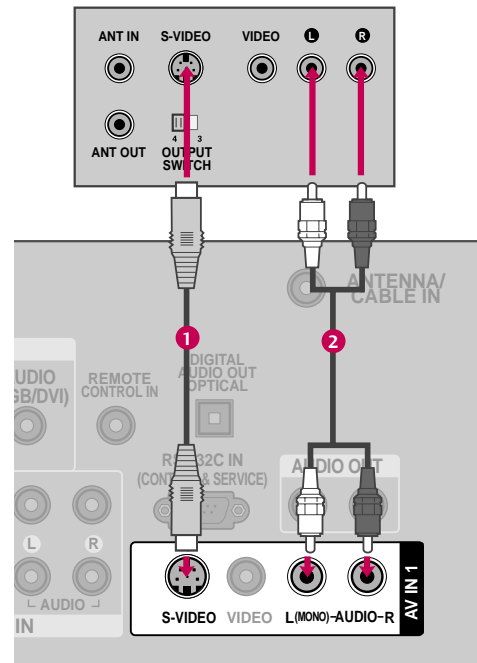 ANT IN
S-VIDEO
VIDEO
L
R
ANT OUT
4 3
OUTPUT
SWITCH
ANTENNA/
CABLE IN
1
2
UDIO
GB/DVI)
REMOTE
CONTROL IN
DIGITAL
AUDIO OUT
OPTICAL
RS-232C IN
(CONTROL & SERVICE)
AUDIO OUT
L
R
AUDIO
IN
S-VIDEO
VIDEO
L(MONO)-AUDIO-R
AV IN 1